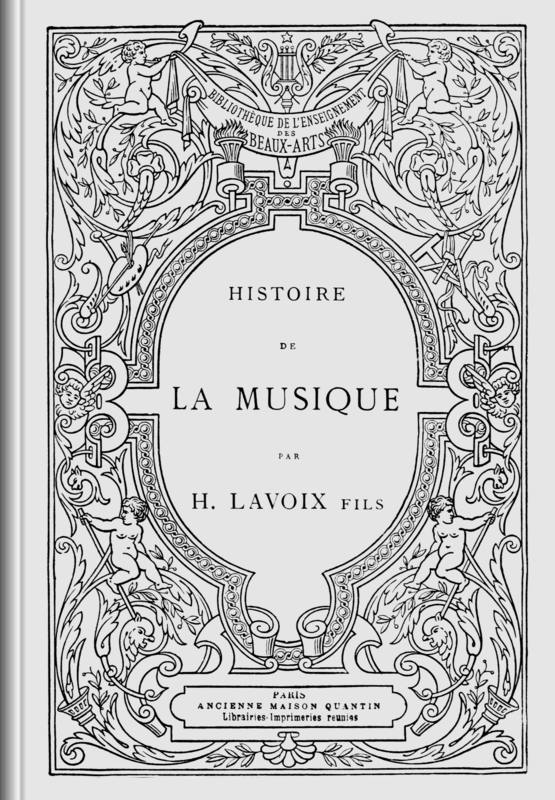 BIBLIOTHÈQUE DE L'ENSEIGNEMENT
DES
BEAUX-ARTS
HISTOIRE
DE
LA MUSIQUE
PAR
H. LAVOIX FILS
PARIS
ANCIENNE MAISON QUANTIN
Librairies-Imprimeries réunies